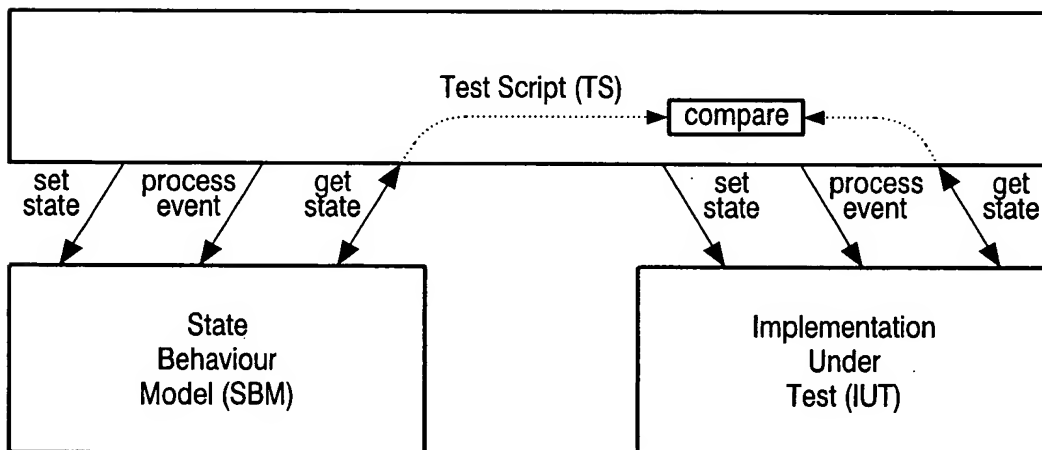 Test Script (TS)
compare
set
state
process
event
get
state
set
state
process
event
get
state
State
Behaviour
Model (SBM)
Implementation
Under
Test (IUT)